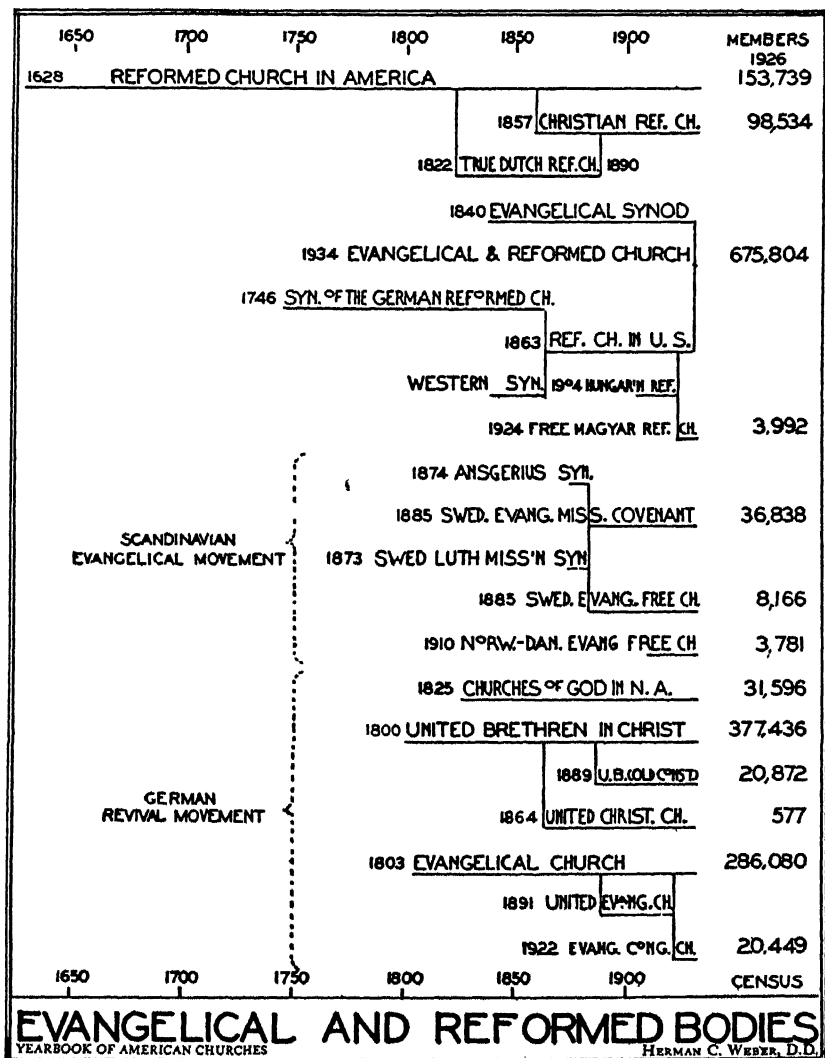 1650 1700 1750 1800 1850 1900 MEMBERS
1926
1628 REFORMED CHURCH IN AMERICA 153,739
1857 CHRISTIAN REF. CH. 98,534
1822 TRUE DUTCH REF.CH. 1890
1840 EVANGELICAL SYNOD
1934 EVANGELICAL & REFORMED CHURCH 675,804
1746 SYN. OF THE GERMAN REFORMED CH.
1863 REF. CH. IN U. S.
WESTERN SYN. 1904 HUNGAR'N REF.
1924 FREE MAGYAR REF. CH. 3,992
1874 ANSGERIUS SYN.
1885 SWED. EVANG. MISS. COVENANT 36,838
SCANDINAVIAN
EVANGELICAL MOVEMENT
1873 SWED LUTH MISS'N SYN
1885 SWED. EVANG. FREE CH. 8,166
1910 NORW.-DAN. EVANG FREE CH 3,781
1825 CHURCHES OF GOD IN N. A. 31,596
1800 UNITED BRETHREN IN CHRIST 377,436
1889 U.B.(OLD CONST) 20,872
GERMAN
REVIVAL MOVEMENT
1864 UNITED CHRIST. CH. 577
1803 EVANGELICAL CHURCH 286,080
1891 UNITED EVANG.CH.
1922 EVANG. CONG. CH. 20,449
1650 1700 1750 1800 1850 1900 CENSUS
EVANGELICAL AND REFORMED BODIES
YEARBOOK OF AMERICAN CHURCHES HERMAN C. WEBER, D.D.